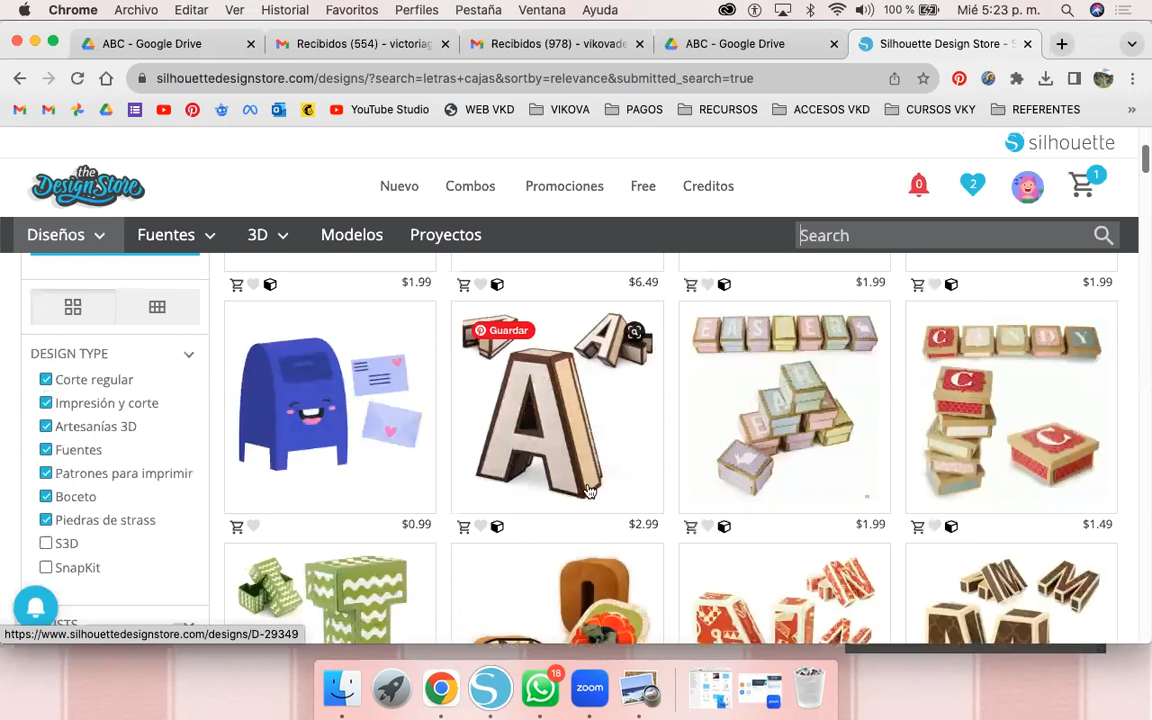 Chrome Archivo Editar Ver Historial Favoritos Perfiles Pestaña Ventana Ayuda 100 % Mié 5:23 p. m.
ABC - Google Drive Recibidos (554) - victoriag Recibidos (978) - vikovade ABC - Google Drive Silhouette Design Store -
silhouettedesignstore.com/designs/?search=letras+cajas&sortby=relevance&submitted_search=true
YouTube Studio WEB VKD VIKOVA PAGOS RECURSOS ACCESOS VKD CURSOS VKY REFERENTES »
silhouette
the Design Store Nuevo Combos Promociones Free Creditos 0 2 1
Diseños Fuentes 3D Modelos Proyectos Search
$1.99 $6.49 $1.99 $1.99
Guardar
DESIGN TYPE
Corte regular
Impresión y corte
Artesanías 3D
Fuentes
Patrones para imprimir
Boceto
Piedras de strass
S3D
SnapKit
A A
EASTER
CANDY
C
C
C
$0.99 $2.99 $1.99 $1.49
https://www.silhouettedesignstore.com/designs/D-29349
18
zoom